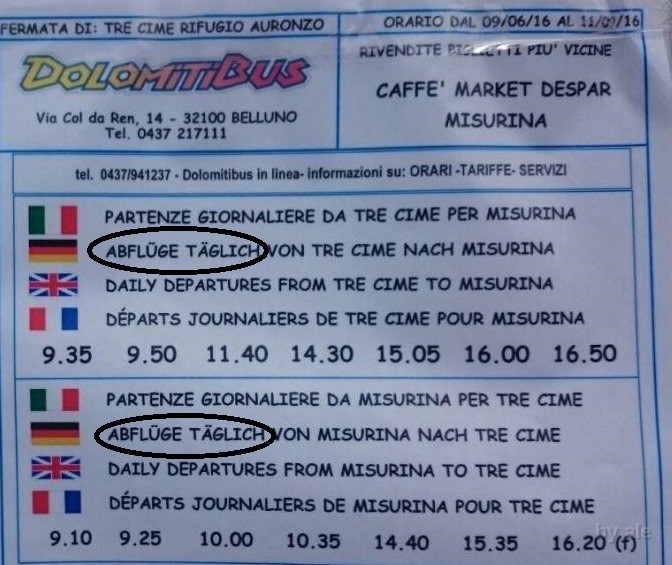 FERMATA DI: TRE CIME RIFUGIO AURONZO
ORARIO DAL 09/06/16 AL 11/09/16
DOLOMITIBUS
Via Col da Ren, 14 - 32100 BELLUNO
Tel. 0437 217111
RIVENDITE BIGLIETTI PIU' VICINE
CAFFE' MARKET DESPAR
MISURINA
tel. 0437/941237 - Dolomitibus in linea- informazioni su: ORARI -TARIFFE- SERVIZI
PARTENZE GIORNALIERE DA TRE CIME PER MISURINA
ABFLÜGE TÄGLICH VON TRE CIME NACH MISURINA
DAILY DEPARTURES FROM TRE CIME TO MISURINA
DÉPARTS JOURNALIERS DE TRE CIME POUR MISURINA
9.35 9.50 11.40 14.30 15.05 16.00 16.50
PARTENZE GIORNALIERE DA MISURINA PER TRE CIME
ABFLÜGE TÄGLICH VON MISURINA NACH TRE CIME
DAILY DEPARTURES FROM MISURINA TO TRE CIME
DÉPARTS JOURNALIERS DE MISURINA POUR TRE CIME
by ale
9.10 9.25 10.00 10.35 14.40 15.35 16.20 (f)